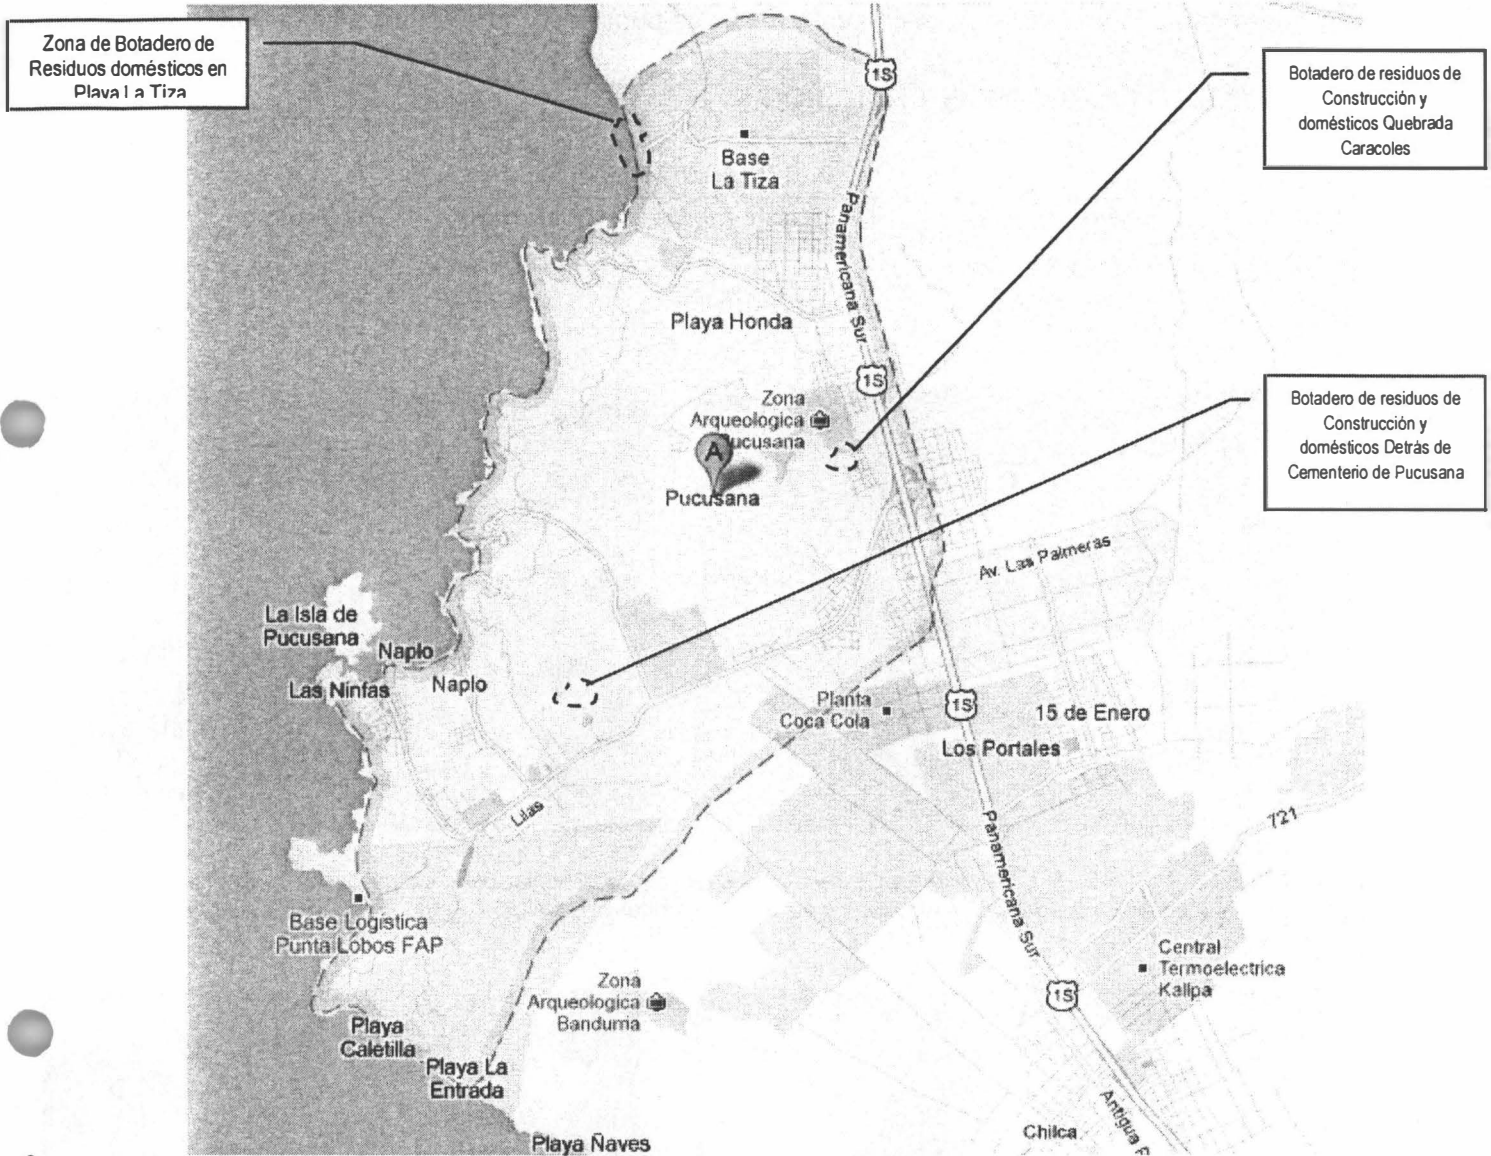 Zona de Botadero de
Residuos domésticos en
Playa La Tiza
Botadero de residuos de
Construcción y
domésticos Quebrada
Caracoles
Botadero de residuos de
Construcción y
domésticos Detrás de
Cementerio de Pucusana
1S
Base
La Tiza
Panamericana Sur
Playa Honda
1S
Zona
Arqueologica
Pucusana
A
Pucusana
Av. Las Palmeras
La Isla de
Pucusana
Naplo
Las Ninfas
Naplo
Planta
Coca Cola
1S
15 de Enero
Los Portales
Lilas
721
Panamericana Sur
Base Logistica
Punta Lobos FAP
Central
Termoelectrica
Kallpa
Zona
Arqueologica
Bandurria
1S
Playa
Caletilla
Playa La
Entrada
Antigua P
Chilca
Playa Ñaves